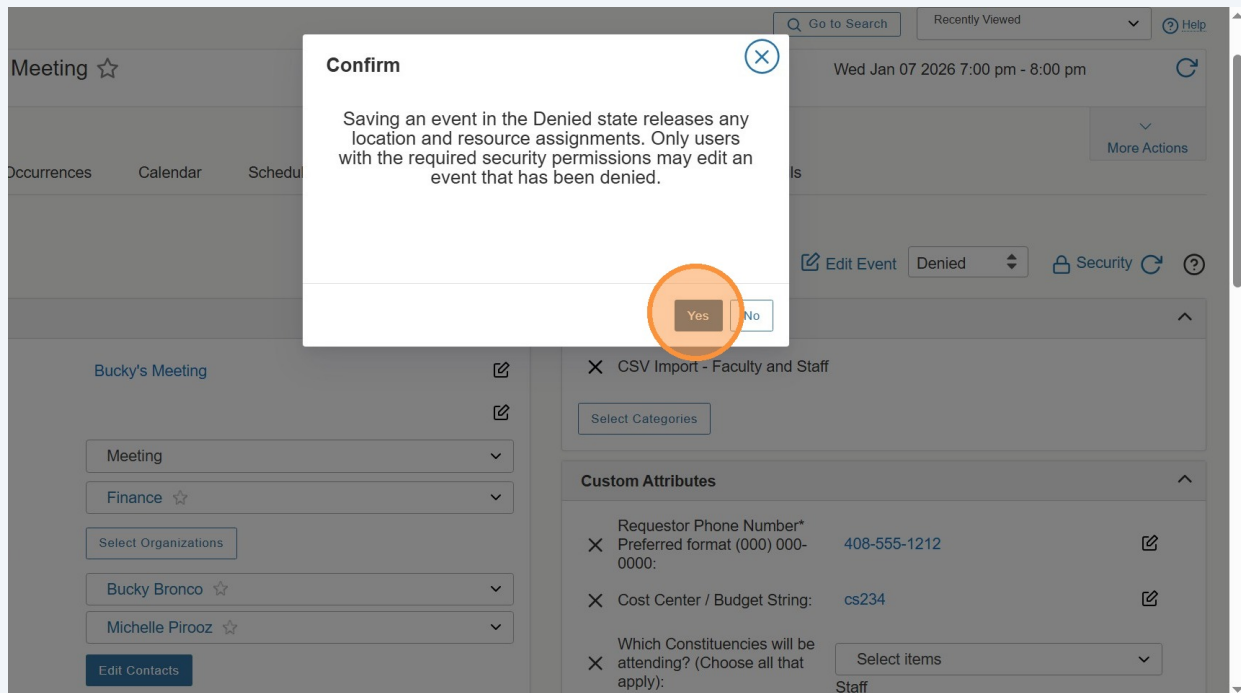 Go to Search
Recently Viewed
Help
Meeting
Confirm
Wed Jan 07 2026 7:00 pm - 8:00 pm
Saving an event in the Denied state releases any
location and resource assignments. Only users
with the required security permissions may edit an
event that has been denied.
More Actions
Occurrences
Calendar
Schedul
ls
Edit Event
Denied
Security
Yes
No
Bucky's Meeting
CSV Import - Faculty and Staff
Select Categories
Meeting
Custom Attributes
Finance
Select Organizations
Requestor Phone Number*
Preferred format (000) 000-
0000:
408-555-1212
Bucky Bronco
Cost Center / Budget String:
cs234
Michelle Pirooz
Edit Contacts
Which Constituencies will be
attending? (Choose all that
apply):
Select items
Staff